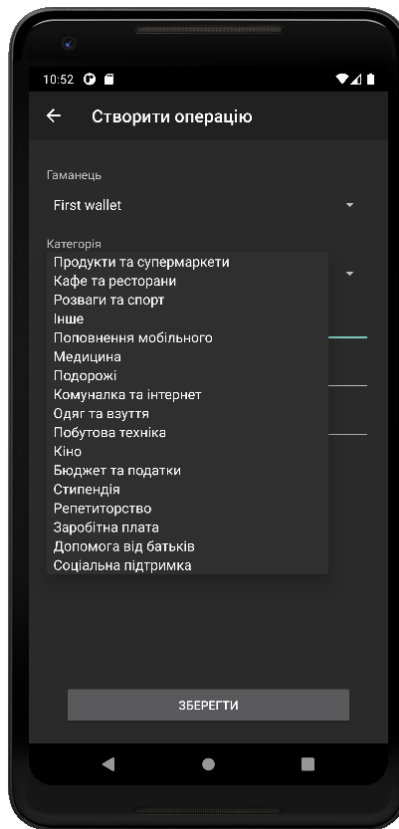 10:52
Створити операцію
Гаманець
First wallet
Категорія
Продукти та супермаркети
Кафе та ресторани
Розваги та спорт
Інше
Поповнення мобільного
Медицина
Подорожі
Комуналка та інтернет
Одяг та взуття
Побутова техніка
Кіно
Бюджет та податки
Стипендія
Репетиторство
Заробітна плата
Допомога від батьків
Соціальна підтримка
ЗБЕРЕГТИ